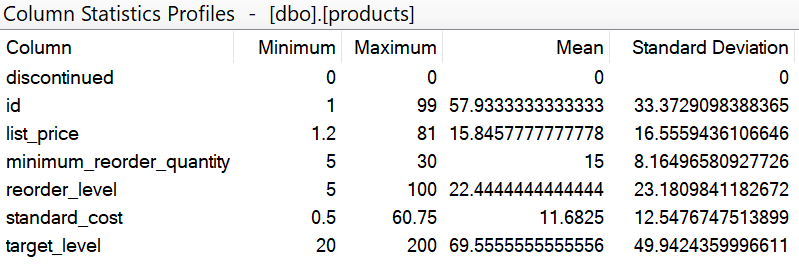 Column Statistics Profiles - [dbo].[products]
Column Minimum Maximum Mean Standard Deviation
discontinued 0 0 0 0
id 1 99 57.9333333333333 33.3729098388365
list_price 1.2 81 15.8457777777778 16.5559436106646
minimum_reorder_quantity 5 30 15 8.16496580927726
reorder_level 5 100 22.4444444444444 23.1809841182672
standard_cost 0.5 60.75 11.6825 12.5476747513899
target_level 20 200 69.5555555555556 49.9424359996611